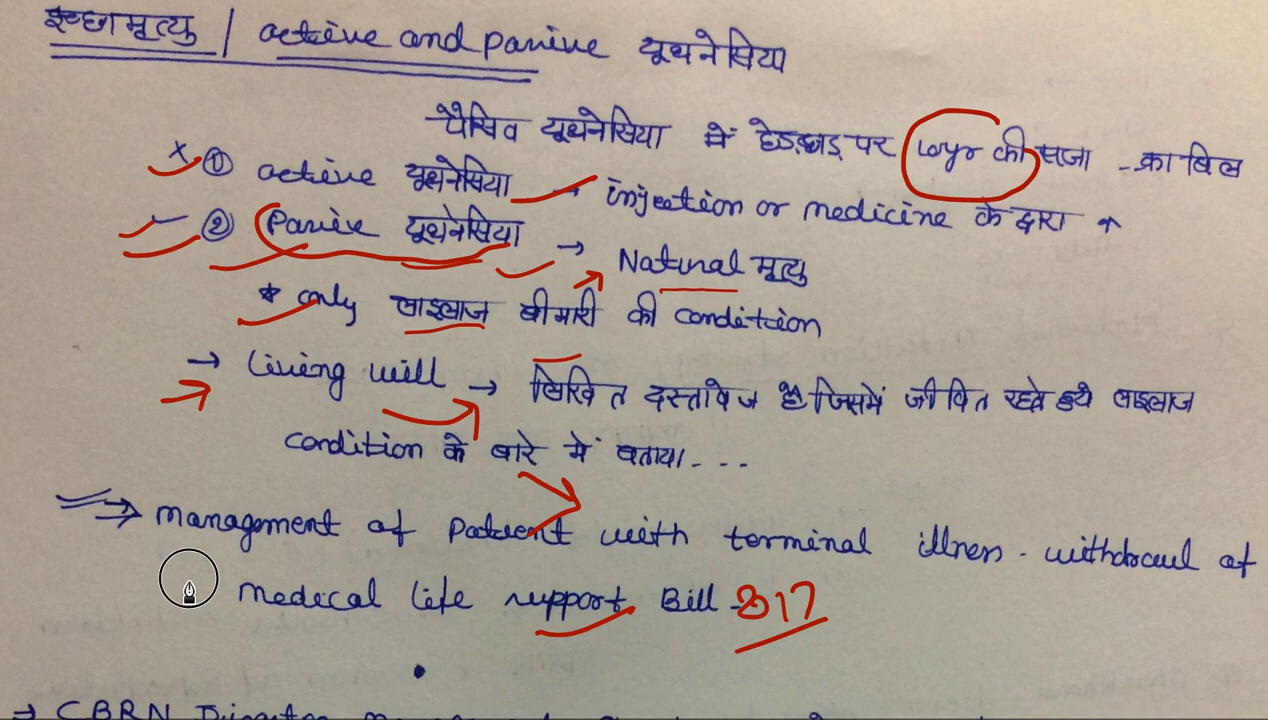 इच्छामृत्यु / active and passive यूथनेसिया
पैसिव यूथनेसिया में छेड़छाड़ पर 10yr की सजा - का बिल
x ① active यूथनेसिया → injection or medicine के द्वारा
② Passive यूथनेसिया → Natural मृत्यु
* only लाइलाज बीमारी की condition
→ Living will → लिखित दस्तावेज है जिसमें जीवित रहते हुये लाइलाज
condition के बारे में बताया...
⇒ management of Patient with terminal illness - withdraul of
medical life support Bill - 2017
→ CBRN